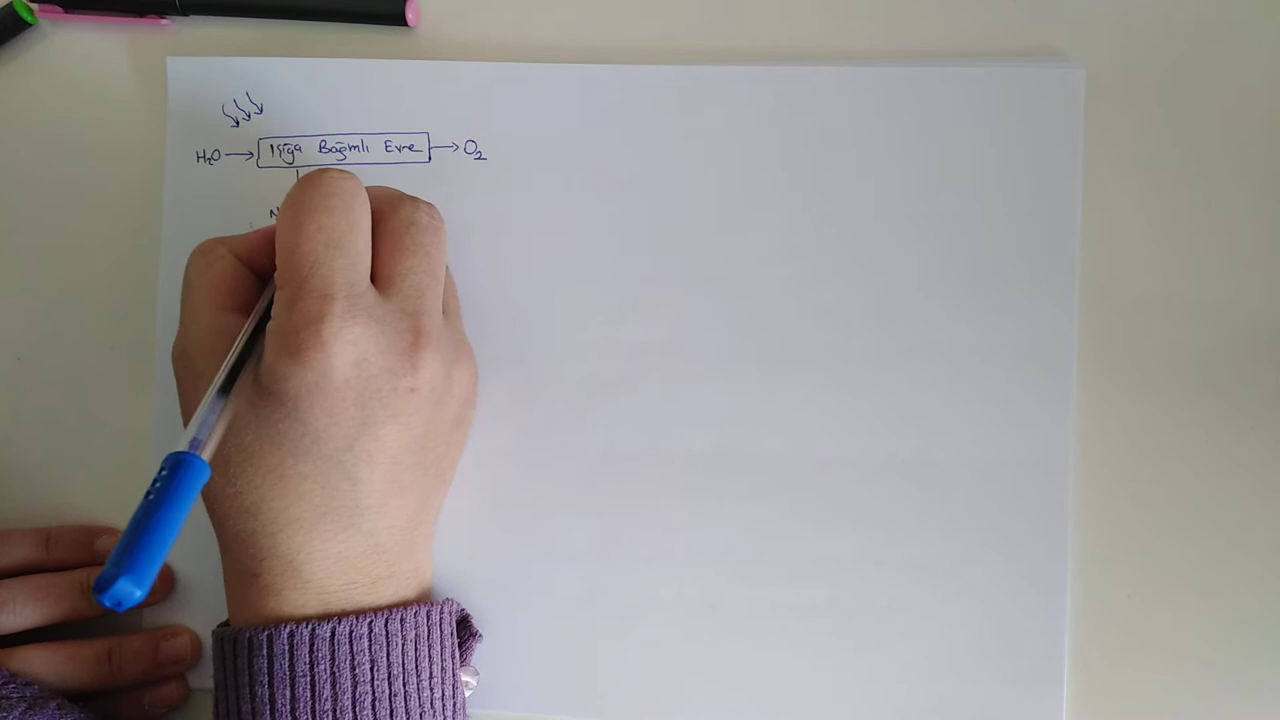 H₂O → Işığa Bağımlı Evre → O₂
N